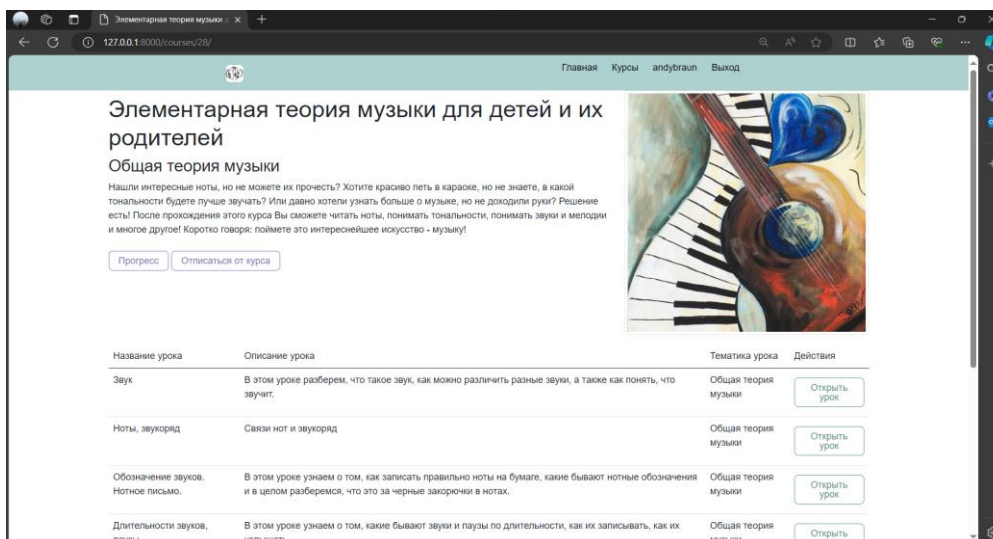 Элементарная теория музыки д
127.0.0.1:8000/courses/28/
Главная Курсы andybraun Выход
Элементарная теория музыки для детей и их
родителей
Общая теория музыки
Нашли интересные ноты, но не можете их прочесть? Хотите красиво петь в караоке, но не знаете, в какой
тональности будете лучше звучать? Или давно хотели узнать больше о музыке, но не доходили руки? Решение
есть! После прохождения этого курса Вы сможете читать ноты, понимать тональности, понимать звуки и мелодии
и многое другое! Коротко говоря: поймете это интереснейшее искусство - музыку!
Прогресс Отписаться от курса
Название урока Описание урока Тематика урока Действия
Звук В этом уроке разберем, что такое звук, как можно различить разные звуки, а также как понять, что Общая теория
звучит. музыки
Открыть
урок
Ноты, звукоряд Связи нот и звукоряд Общая теория
музыки
Открыть
урок
Обозначение звуков. В этом уроке узнаем о том, как записать правильно ноты на бумаге, какие бывают нотные обозначения Общая теория
Нотное письмо. и в целом разберемся, что это за черные закорючки в нотах. музыки
Открыть
урок
Длительности звуков, В этом уроке узнаем о том, какие бывают звуки и паузы по длительности, как их записывать, как их Общая теория
Открыть